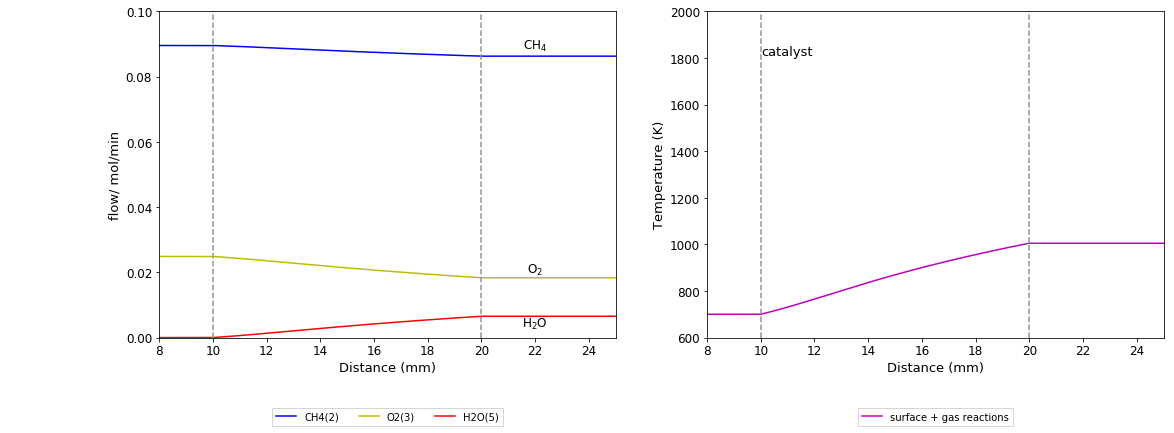 0.10
0.08
0.06
0.04
0.02
0.00
flow/ mol/min
CH₄
O₂
H₂O
8 10 12 14 16 18 20 22 24
Distance (mm)
CH4(2) O2(3) H2O(5)
2000
1800
1600
1400
1200
1000
800
600
Temperature (K)
catalyst
8 10 12 14 16 18 20 22 24
Distance (mm)
surface + gas reactions